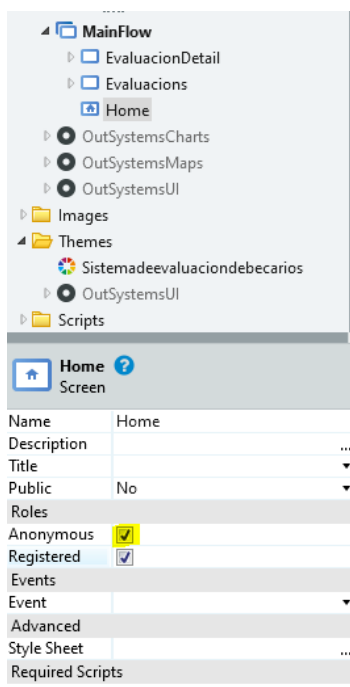 MainFlow
EvaluacionDetail
Evaluacions
Home
OutSystemsCharts
OutSystemsMaps
OutSystemsUI
Images
Themes
Sistemadeevaluaciondebecarios
OutSystemsUI
Scripts
Home ?
Screen
Name Home
Description ...
Title
Public No
Roles
Anonymous
Registered
Events
Event
Advanced
Style Sheet ...
Required Scripts